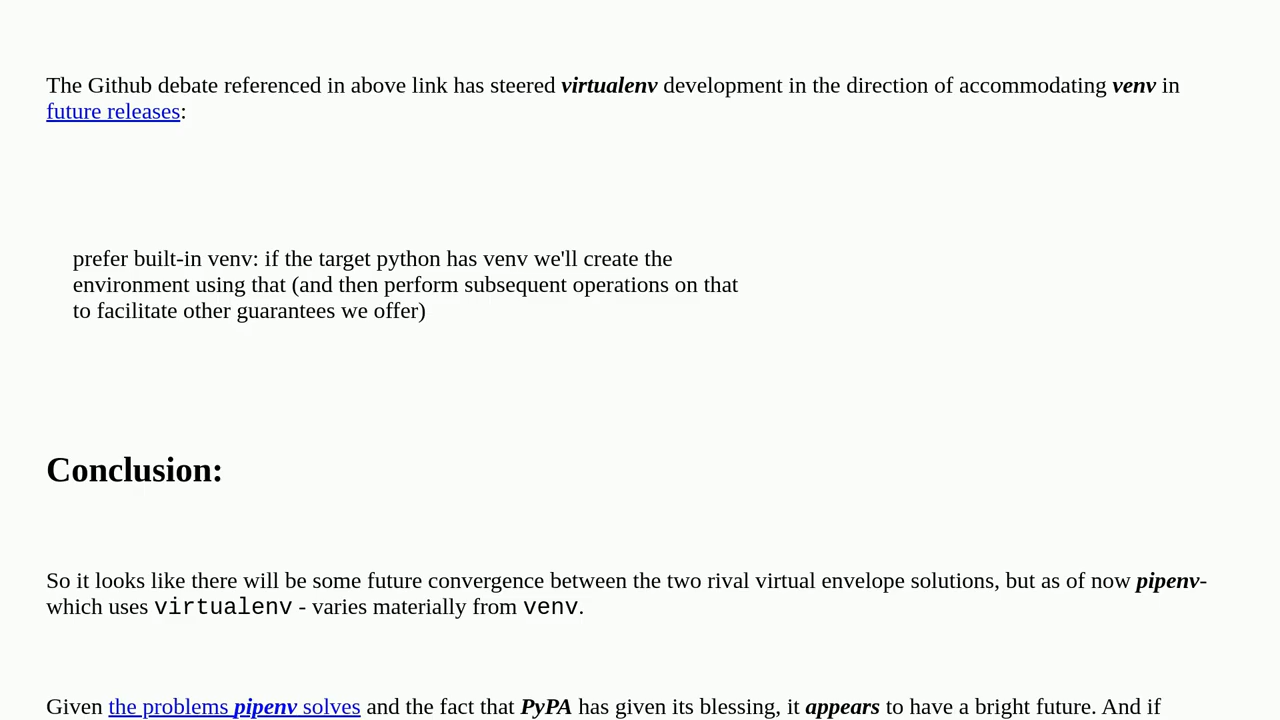 The Github debate referenced in above link has steered virtualenv development in the direction of accommodating venv in
future releases:
prefer built-in venv: if the target python has venv we'll create the
environment using that (and then perform subsequent operations on that
to facilitate other guarantees we offer)
Conclusion:
So it looks like there will be some future convergence between the two rival virtual envelope solutions, but as of now pipenv-
which uses virtualenv - varies materially from venv.
Given the problems pipenv solves and the fact that PyPA has given its blessing, it appears to have a bright future. And if